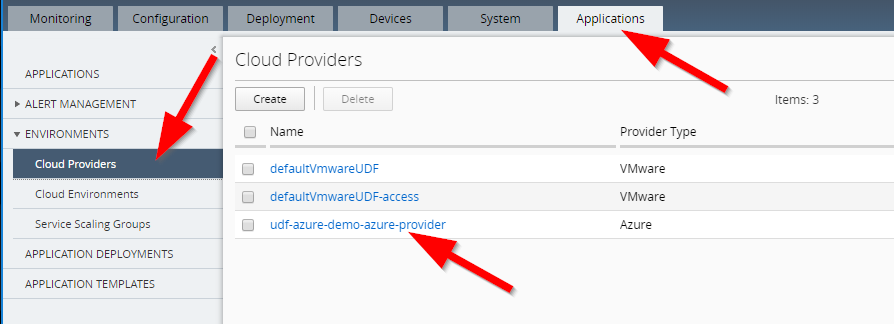 Monitoring Configuration Deployment Devices System Applications
APPLICATIONS
ALERT MANAGEMENT
ENVIRONMENTS
Cloud Providers
Cloud Environments
Service Scaling Groups
APPLICATION DEPLOYMENTS
APPLICATION TEMPLATES
Cloud Providers
Create Delete Items: 3
Name Provider Type
defaultVmwareUDF VMware
defaultVmwareUDF-access VMware
udf-azure-demo-azure-provider Azure